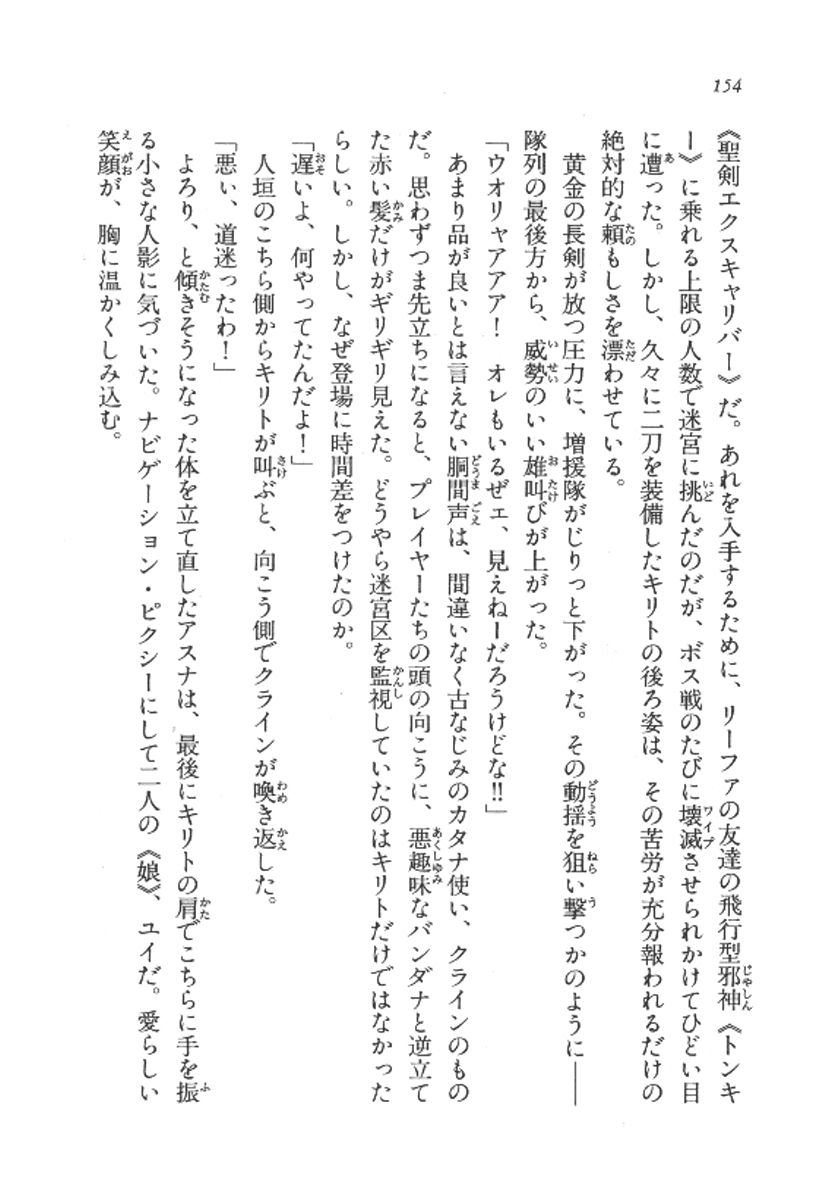 154
《聖剣エクスキャリバー》だ。あれを入手するために、リーファの友達の飛行型邪神《トンキ
ー》に乗れる上限の人数で迷宮に挑んだのだが、ボス戦のたびに壊滅させられかけてひどい目
に遭った。しかし、久々に二刀を装備したキリトの後ろ姿は、その苦労が充分報われるだけの
絶対的な頼もしさを漂わせている。
黄金の長剣が放つ圧力に、増援隊がじりっと下がった。その動揺を狙い撃つかのように――
隊列の最後方から、威勢のいい雄叫びが上がった。
「ウオリャアアア！　オレもいるぜェ、見えねーだろうけどな!!」
あまり品が良いとは言えない胴間声は、間違いなく古なじみのカタナ使い、クラインのもの
だ。思わずつま先立ちになると、プレイヤーたちの頭の向こうに、悪趣味なバンダナと逆立て
た赤い髪だけがギリギリ見えた。どうやら迷宮区を監視していたのはキリトだけではなかった
らしい。しかし、なぜ登場に時間差をつけたのか。
「遅いよ、何やってたんだよ！」
人垣のこちら側からキリトが叫ぶと、向こう側でクラインが喚き返した。
「悪ぃ、道迷ったわ！」
よろり、と傾きそうになった体を立て直したアスナは、最後にキリトの肩でこちらに手を振
る小さな人影に気づいた。ナビゲーション・ピクシーにして二人の《娘》、ユイだ。愛らしい
笑顔が、胸に温かくしみ込む。